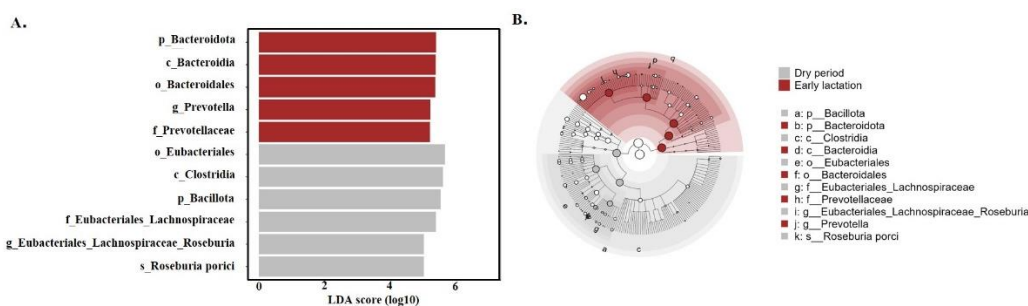 A.
p_Bacteroidota
c_Bacteroidia
o_Bacteroidales
g_Prevotella
f_Prevotellaceae
o_Eubacteriales
c_Clostridia
p_Bacillota
f_Eubacteriales_Lachnospiraceae
g_Eubacteriales_Lachnospiraceae_Roseburia
s_Roseburia porici
0 2 4 6
LDA score (log10)
B.
Dry period
Early lactation
a: p__Bacillota
b: p__Bacteroidota
c: c__Clostridia
d: c__Bacteroidia
e: o__Eubacteriales
f: o__Bacteroidales
g: f__Eubacteriales_Lachnospiraceae
h: f__Prevotellaceae
i: g__Eubacteriales_Lachnospiraceae_Roseburia
j: g__Prevotella
k: s__Roseburia porci
a c